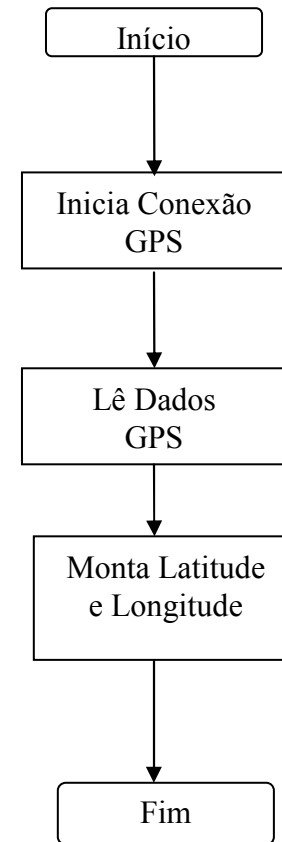 Início
Inicia Conexão
GPS
Lê Dados
GPS
Monta Latitude
e Longitude
Fim